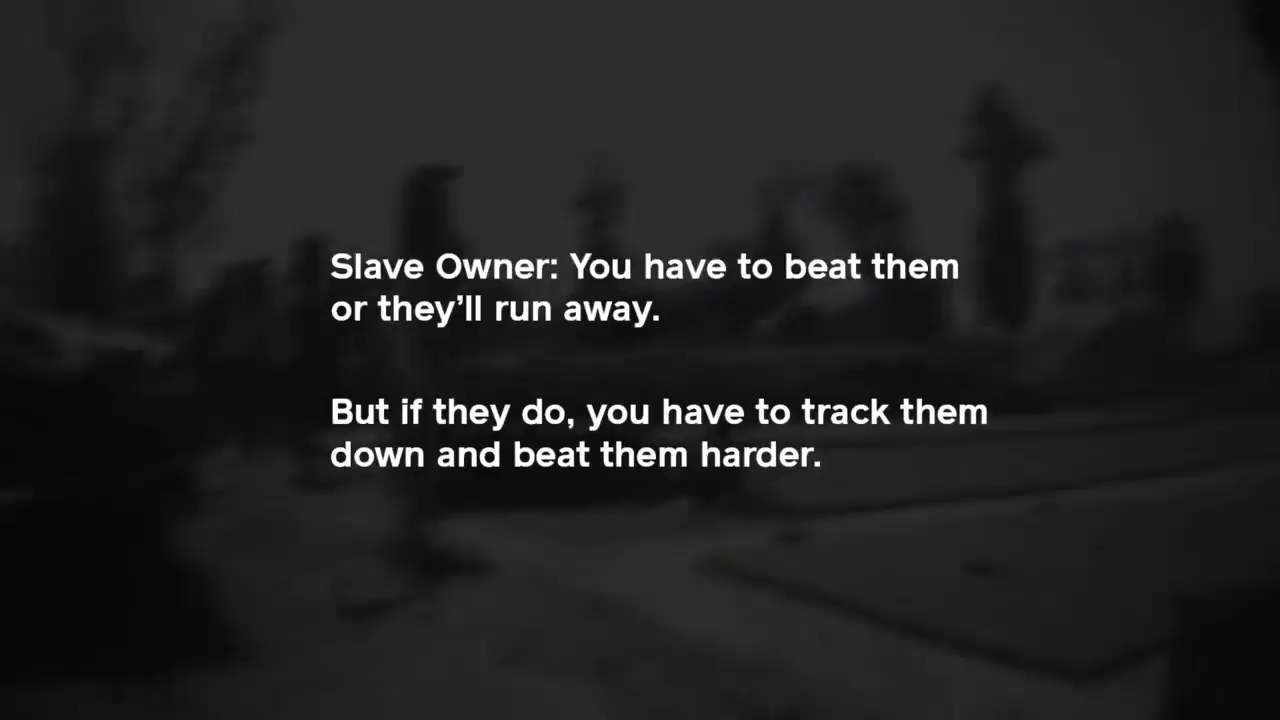 Slave Owner: You have to beat them
or they’ll run away.
But if they do, you have to track them
down and beat them harder.